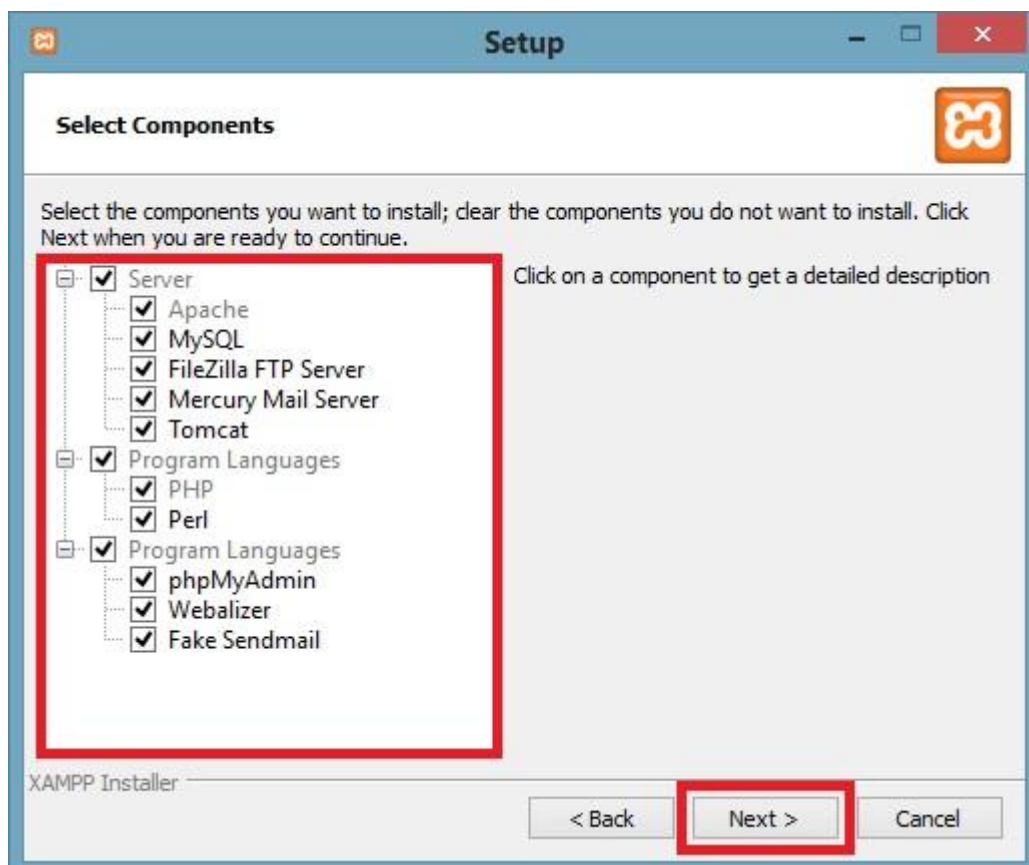 Setup
Select Components
Select the components you want to install; clear the components you do not want to install. Click
Next when you are ready to continue.
Server
Apache
MySQL
FileZilla FTP Server
Mercury Mail Server
Tomcat
Program Languages
PHP
Perl
Program Languages
phpMyAdmin
Webalizer
Fake Sendmail
Click on a component to get a detailed description
XAMPP Installer
< Back
Next >
Cancel